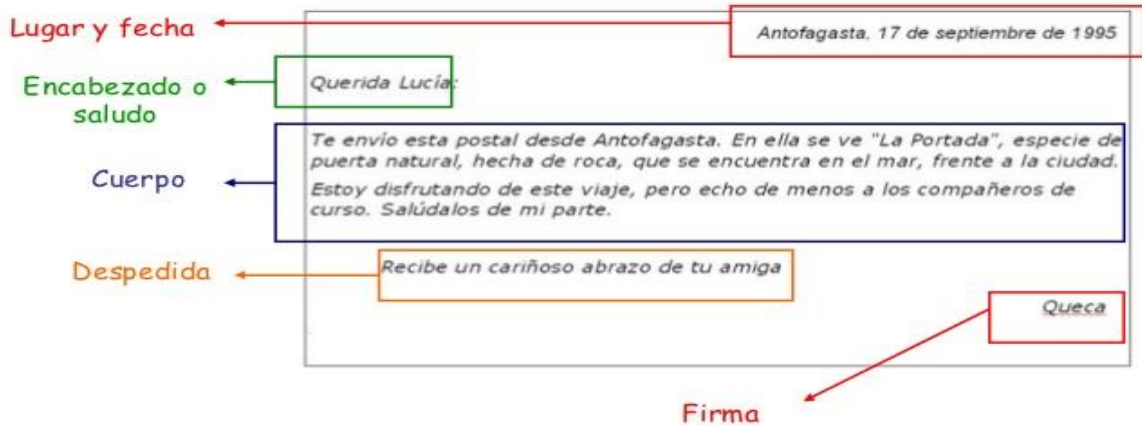 Lugar y fecha
Antofagasta, 17 de septiembre de 1995
Encabezado o
saludo
Querida Lucía:
Cuerpo
Te envío esta postal desde Antofagasta. En ella se ve "La Portada", especie de
puerta natural, hecha de roca, que se encuentra en el mar, frente a la ciudad.
Estoy disfrutando de este viaje, pero echo de menos a los compañeros de
curso. Salúdalos de mi parte.
Despedida
Recibe un cariñoso abrazo de tu amiga
Queca
Firma